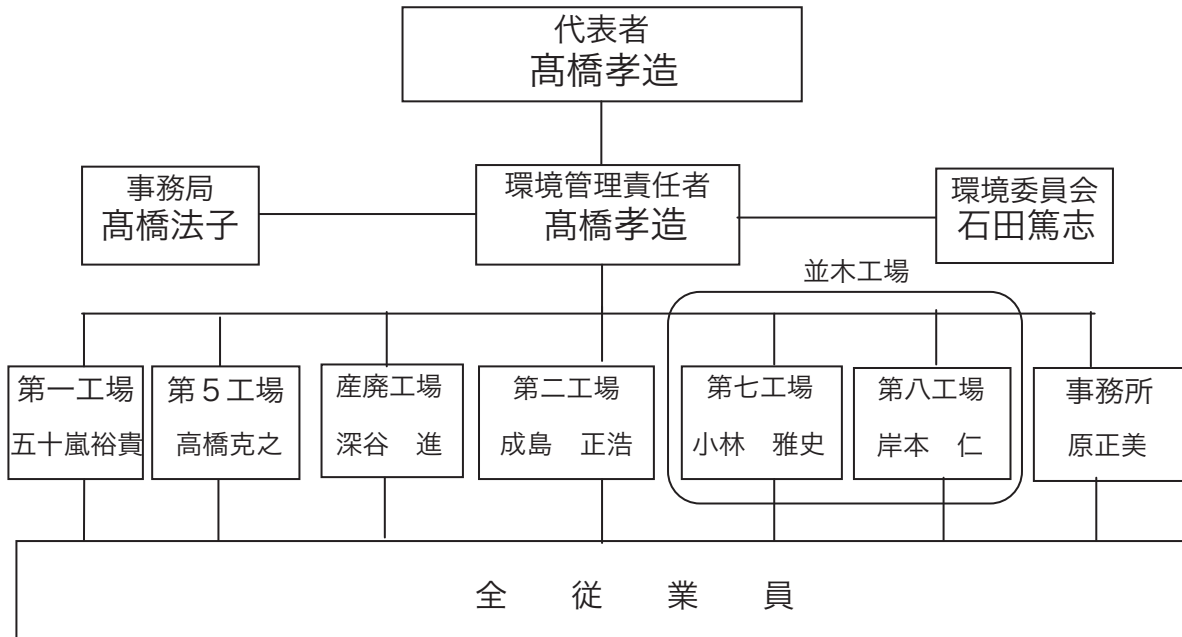 代表者
髙橋孝造
事務局
髙橋法子
環境管理責任者
髙橋孝造
環境委員会
石田篤志
並木工場
第一工場
五十嵐裕貴
第５工場
高橋克之
産廃工場
深谷　進
第二工場
成島　正浩
第七工場
小林　雅史
第八工場
岸本　仁
事務所
原正美
全　従　業　員